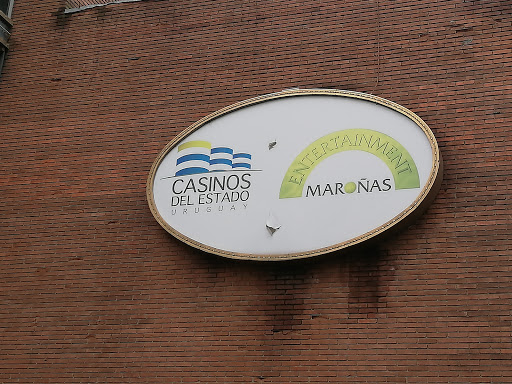 CASINOS
DEL ESTADO
URUGUAY
ENTERTAINMENT
MAROÑAS